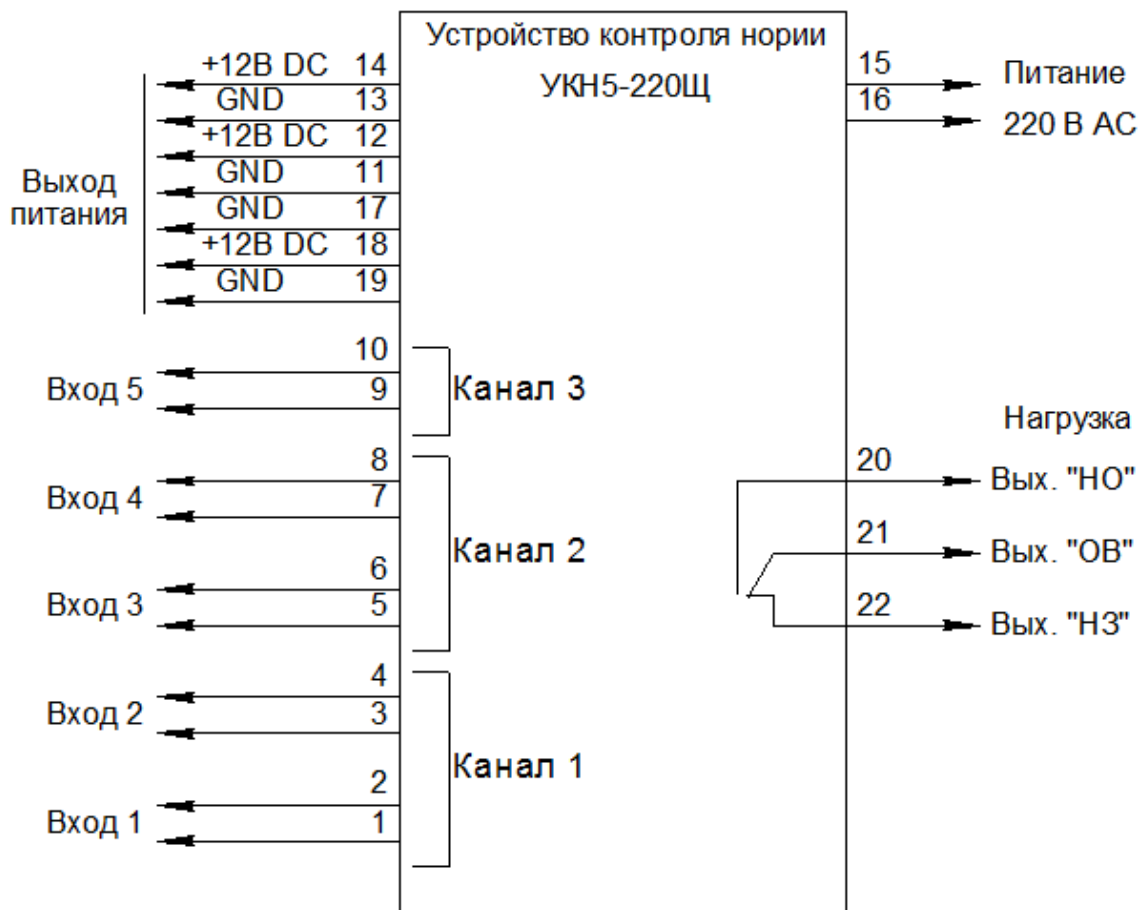 Устройство контроля нории
УКН5-220Щ
+12В DC 14
GND 13
+12В DC 12
GND 11
GND 17
+12В DC 18
GND 19
Выход
питания
15
16
Питание
220 В АС
10
9
Вход 5
Канал 3
8
7
Вход 4
6
5
Вход 3
Канал 2
4
3
Вход 2
2
1
Вход 1
Канал 1
Нагрузка
20 Вых. "НО"
21 Вых. "ОВ"
22 Вых. "НЗ"